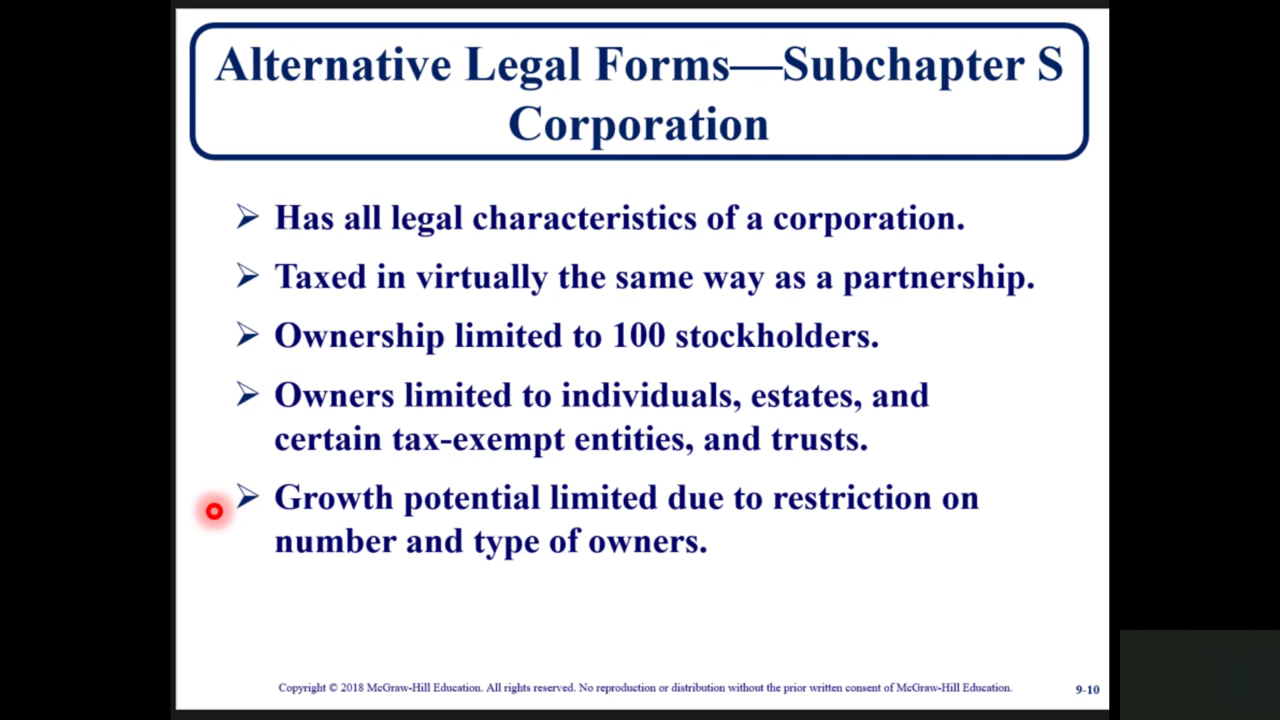 Alternative Legal Forms—Subchapter S
Corporation
Has all legal characteristics of a corporation.
Taxed in virtually the same way as a partnership.
Ownership limited to 100 stockholders.
Owners limited to individuals, estates, and
certain tax-exempt entities, and trusts.
Growth potential limited due to restriction on
number and type of owners.
Copyright © 2018 McGraw-Hill Education. All rights reserved. No reproduction or distribution without the prior written consent of McGraw-Hill Education.
9-10